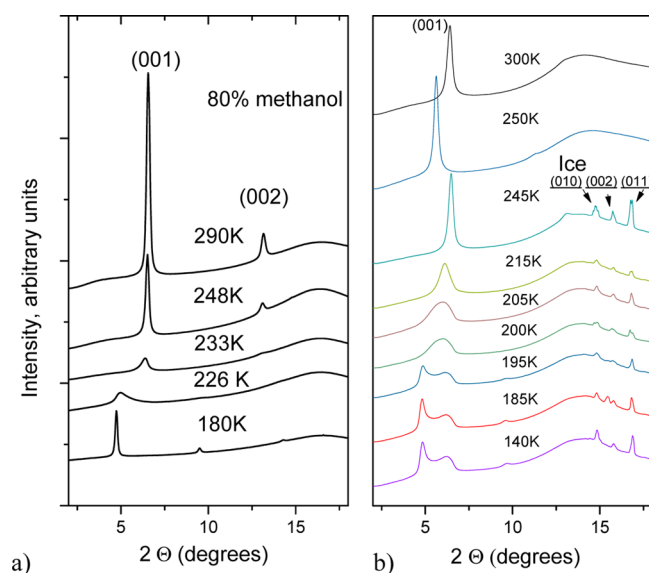 (001)
80% methanol
(002)
290K
248K
233K
226 K
180K
Intensity, arbitrary units
5
10
15
2 Θ (degrees)
a)
(001)
300K
250K
Ice
(010) (002) (011
245K
215K
205K
200K
195K
185K
140K
5
10
15
2 Θ (degrees)
b)